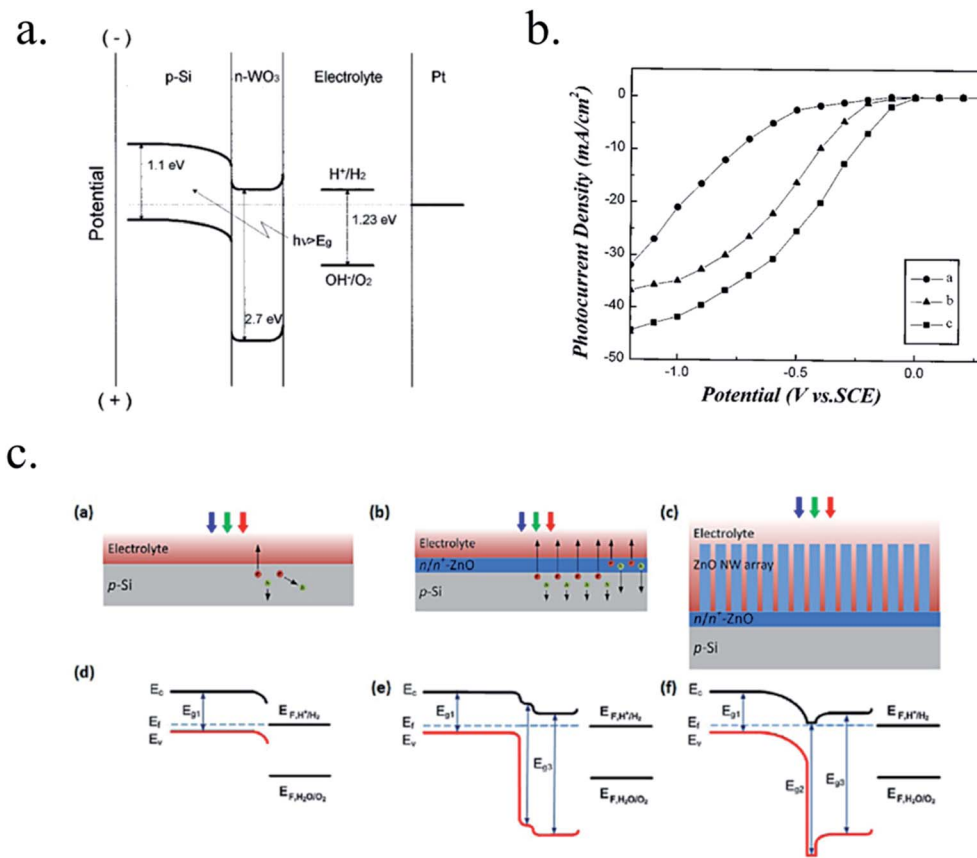 a.
(-)
p-Si n-WO3 Electrolyte Pt
Potential
1.1 eV
H+/H2
1.23 eV
hν>Eg
OH-/O2
2.7 eV
(+)
b.
Photocurrent Density (mA/cm2)
0
-10
-20
-30
-40
-50
a
b
c
-1.0 -0.5 0.0
Potential (V vs.SCE)
c.
(a)
Electrolyte
p-Si
(b)
Electrolyte
n/n+-ZnO
p-Si
(c)
Electrolyte
ZnO NW array
n/n+-ZnO
p-Si
(d)
Ec
Eg1
Ef
Ev
EF,H+/H2
EF,H2O/O2
(e)
Ec
Eg1
Ef
Ev
Eg3
EF,H+/H2
EF,H2O/O2
(f)
Ec
Eg1
Ef
Ev
Eg2
Eg3
EF,H+/H2
EF,H2O/O2